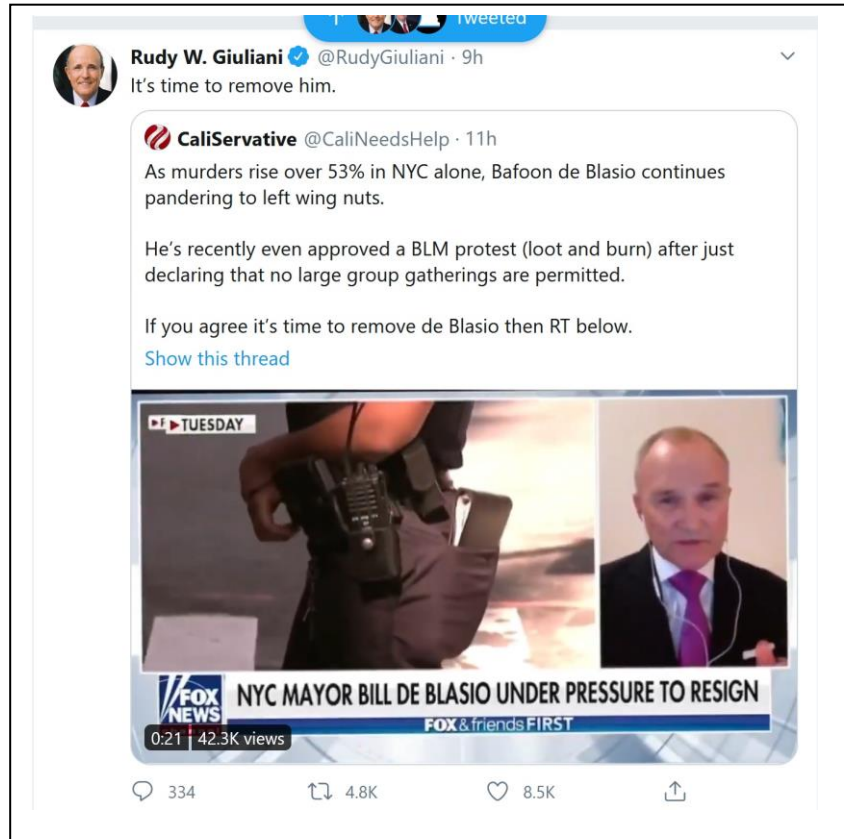 Tweeted
Rudy W. Giuliani @RudyGiuliani · 9h
It's time to remove him.
CaliServative @CaliNeedsHelp · 11h
As murders rise over 53% in NYC alone, Bafoon de Blasio continues
pandering to left wing nuts.
He's recently even approved a BLM protest (loot and burn) after just
declaring that no large group gatherings are permitted.
If you agree it's time to remove de Blasio then RT below.
Show this thread
TUESDAY
FOX
NEWS
NYC MAYOR BILL DE BLASIO UNDER PRESSURE TO RESIGN
FOX & friends FIRST
0:21 42.3K views
334 4.8K 8.5K